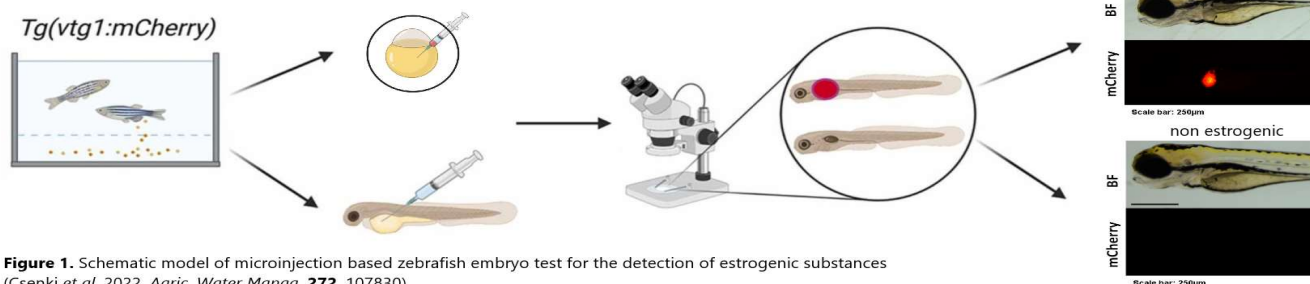 Tg(vtg1:mCherry)
BF
mCherry
Scale bar: 250µm
non estrogenic
BF
mCherry
Scale bar: 250µm
Figure 1. Schematic model of microinjection based zebrafish embryo test for the detection of estrogenic substances
(Csepki et al. 2022, Agric. Water Manag. 272, 107830)